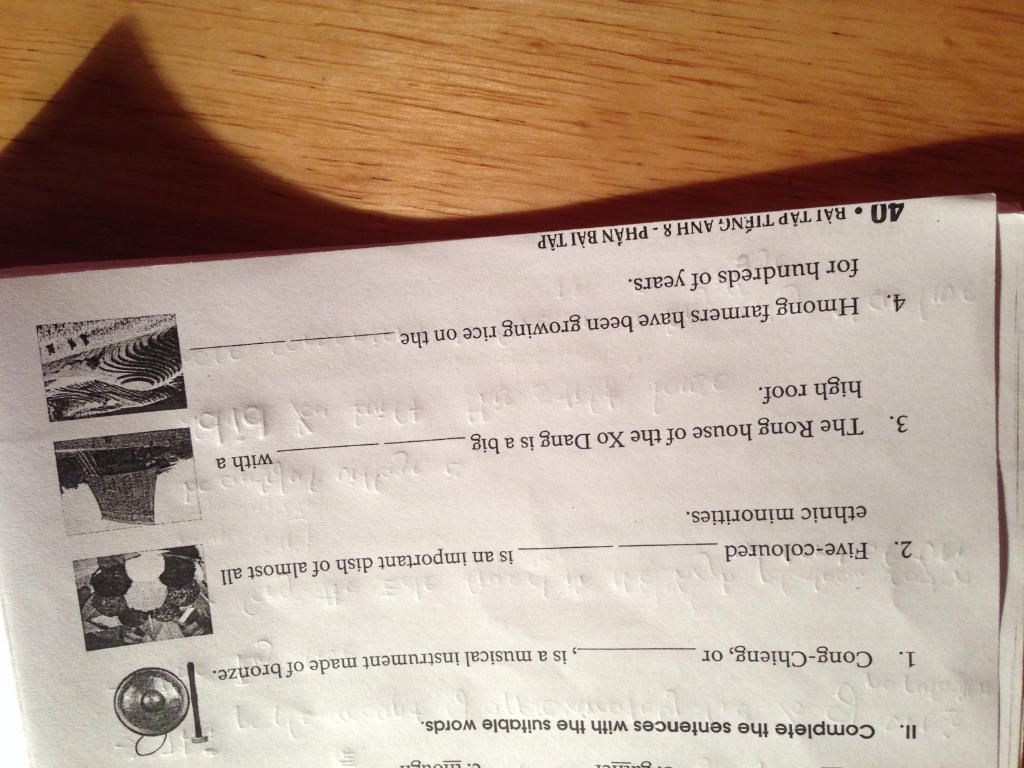 II. Complete the sentences with the suitable words.
1. Cong-Chieng, or __________, is a musical instrument made of bronze.
2. Five-coloured ________ ________ is an important dish of almost all
ethnic minorities.
3. The Rong house of the Xo Dang is a big ________ ________ with a
high roof.
4. Hmong farmers have been growing rice on the ________ ________
for hundreds of years.
40 • BÀI TẬP TIẾNG ANH 8 - PHẦN BÀI TẬP